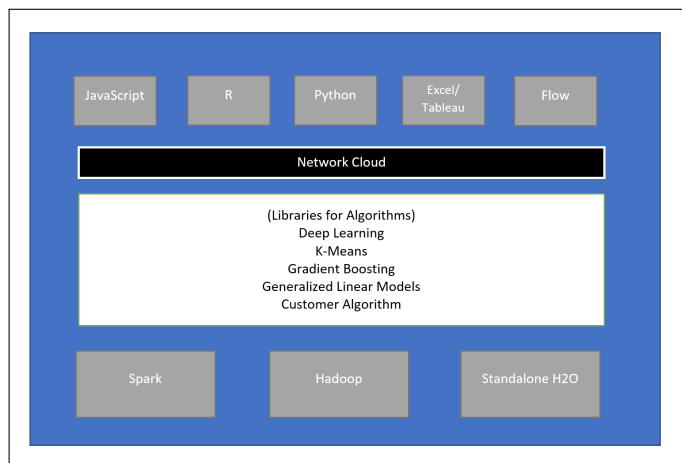 JavaScript
R
Python
Excel/
Tableau
Flow
Network Cloud
(Libraries for Algorithms)
Deep Learning
K-Means
Gradient Boosting
Generalized Linear Models
Customer Algorithm
Spark
Hadoop
Standalone H2O